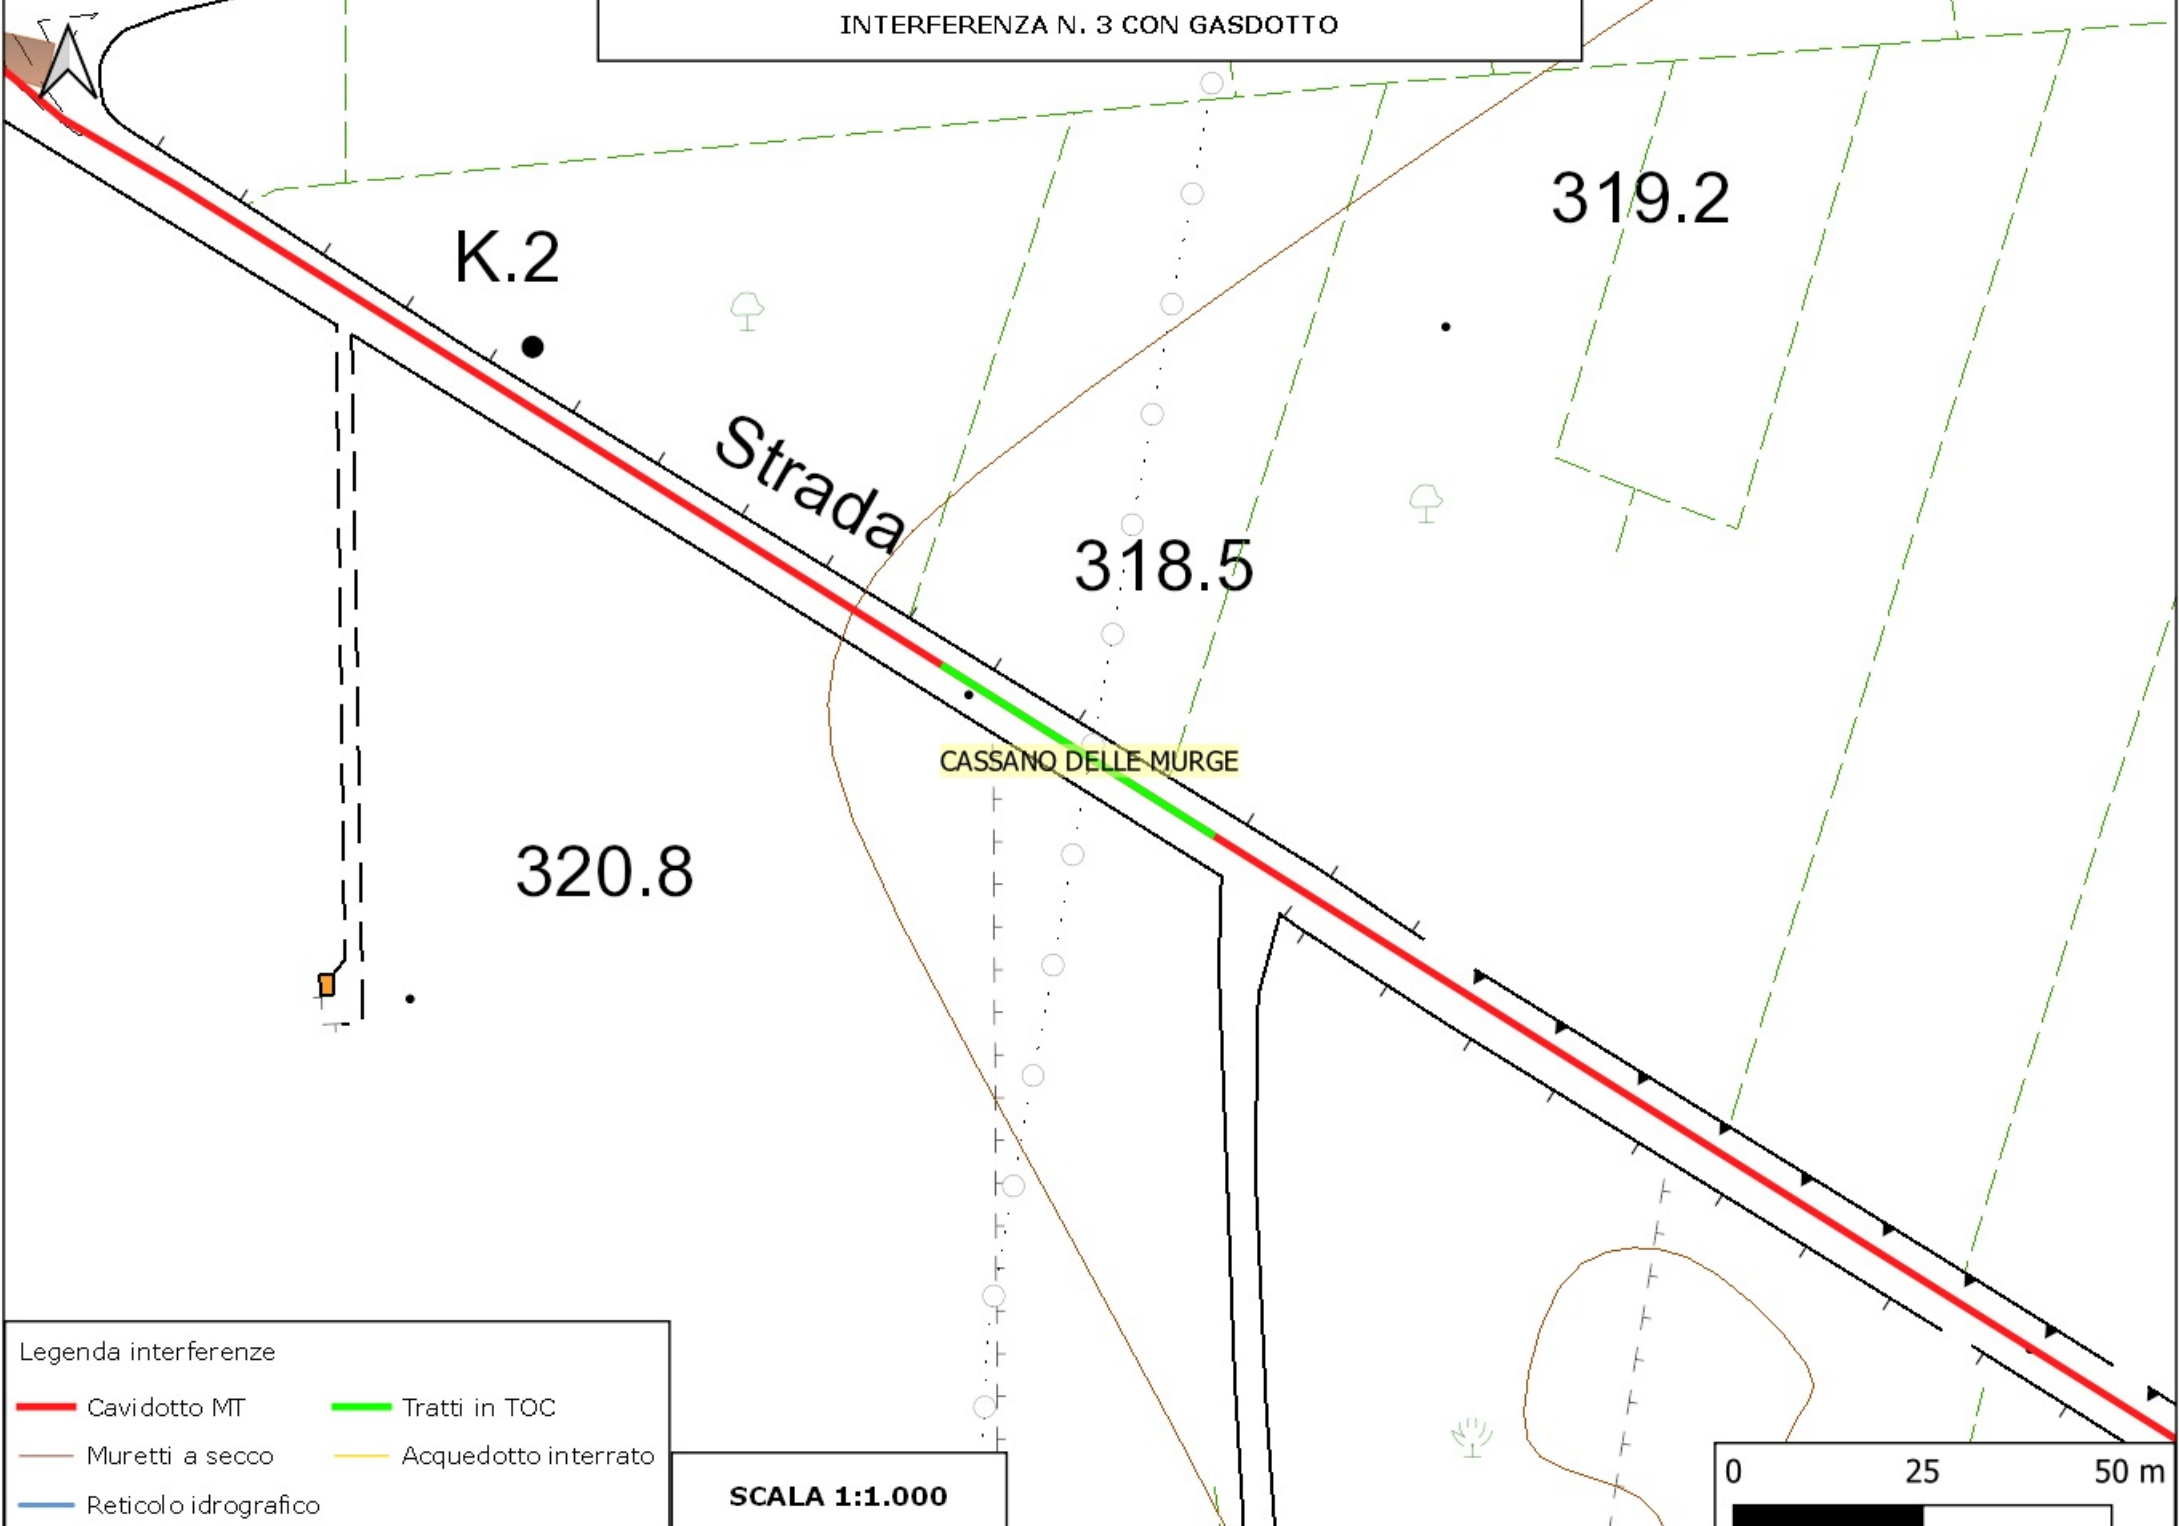 INTERFERENZA N. 3 CON GASDOTTO
319.2
K.2
Strada
318.5
CASSANO DELLE MURGE
320.8
Legenda interferenze
Cavidotto MT
Tratti in TOC
Muretti a secco
Acquedotto interrato
Reticolo idrografico
SCALA 1:1.000
0 25 50 m